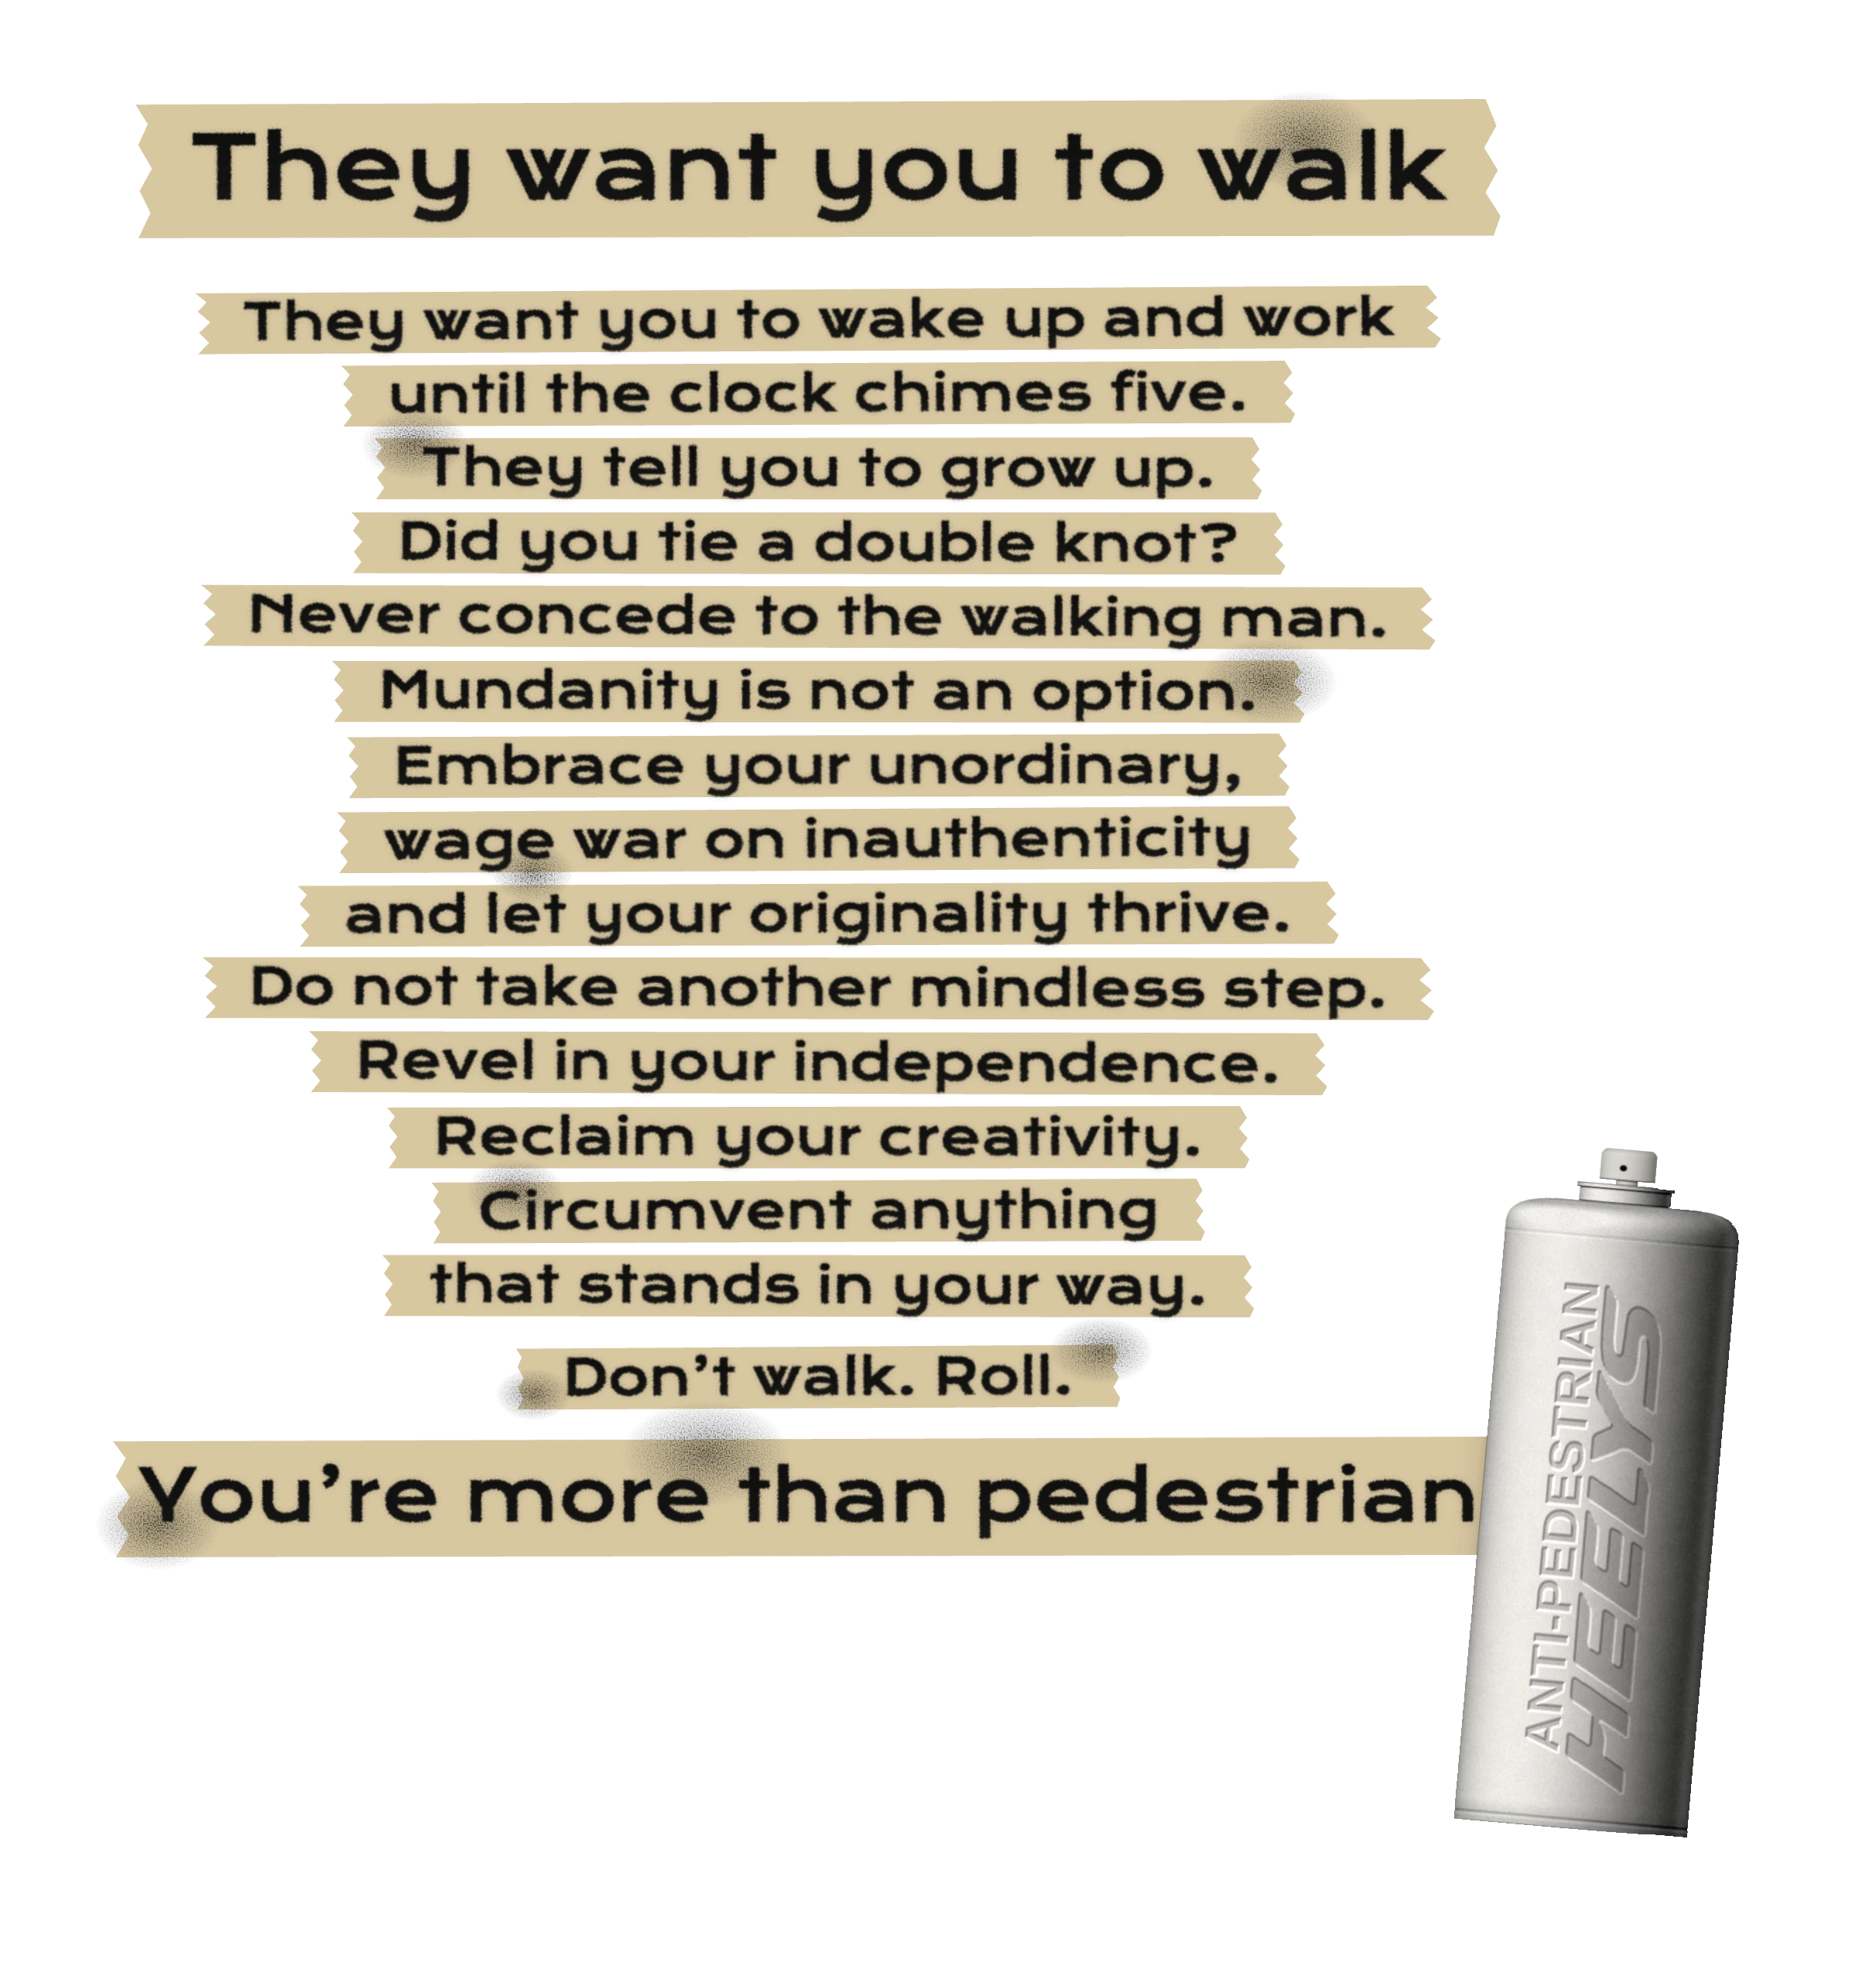 They want you to walk
They want you to wake up and work
until the clock chimes five.
They tell you to grow up.
Did you tie a double knot?
Never concede to the walking man.
Mundanity is not an option.
Embrace your unordinary,
wage war on inauthenticity
and let your originality thrive.
Do not take another mindless step.
Revel in your independence.
Reclaim your creativity.
Circumvent anything
that stands in your way.
Don’t walk. Roll.
You’re more than pedestrian
ANTI-PEDESTRIAN
HEELYS